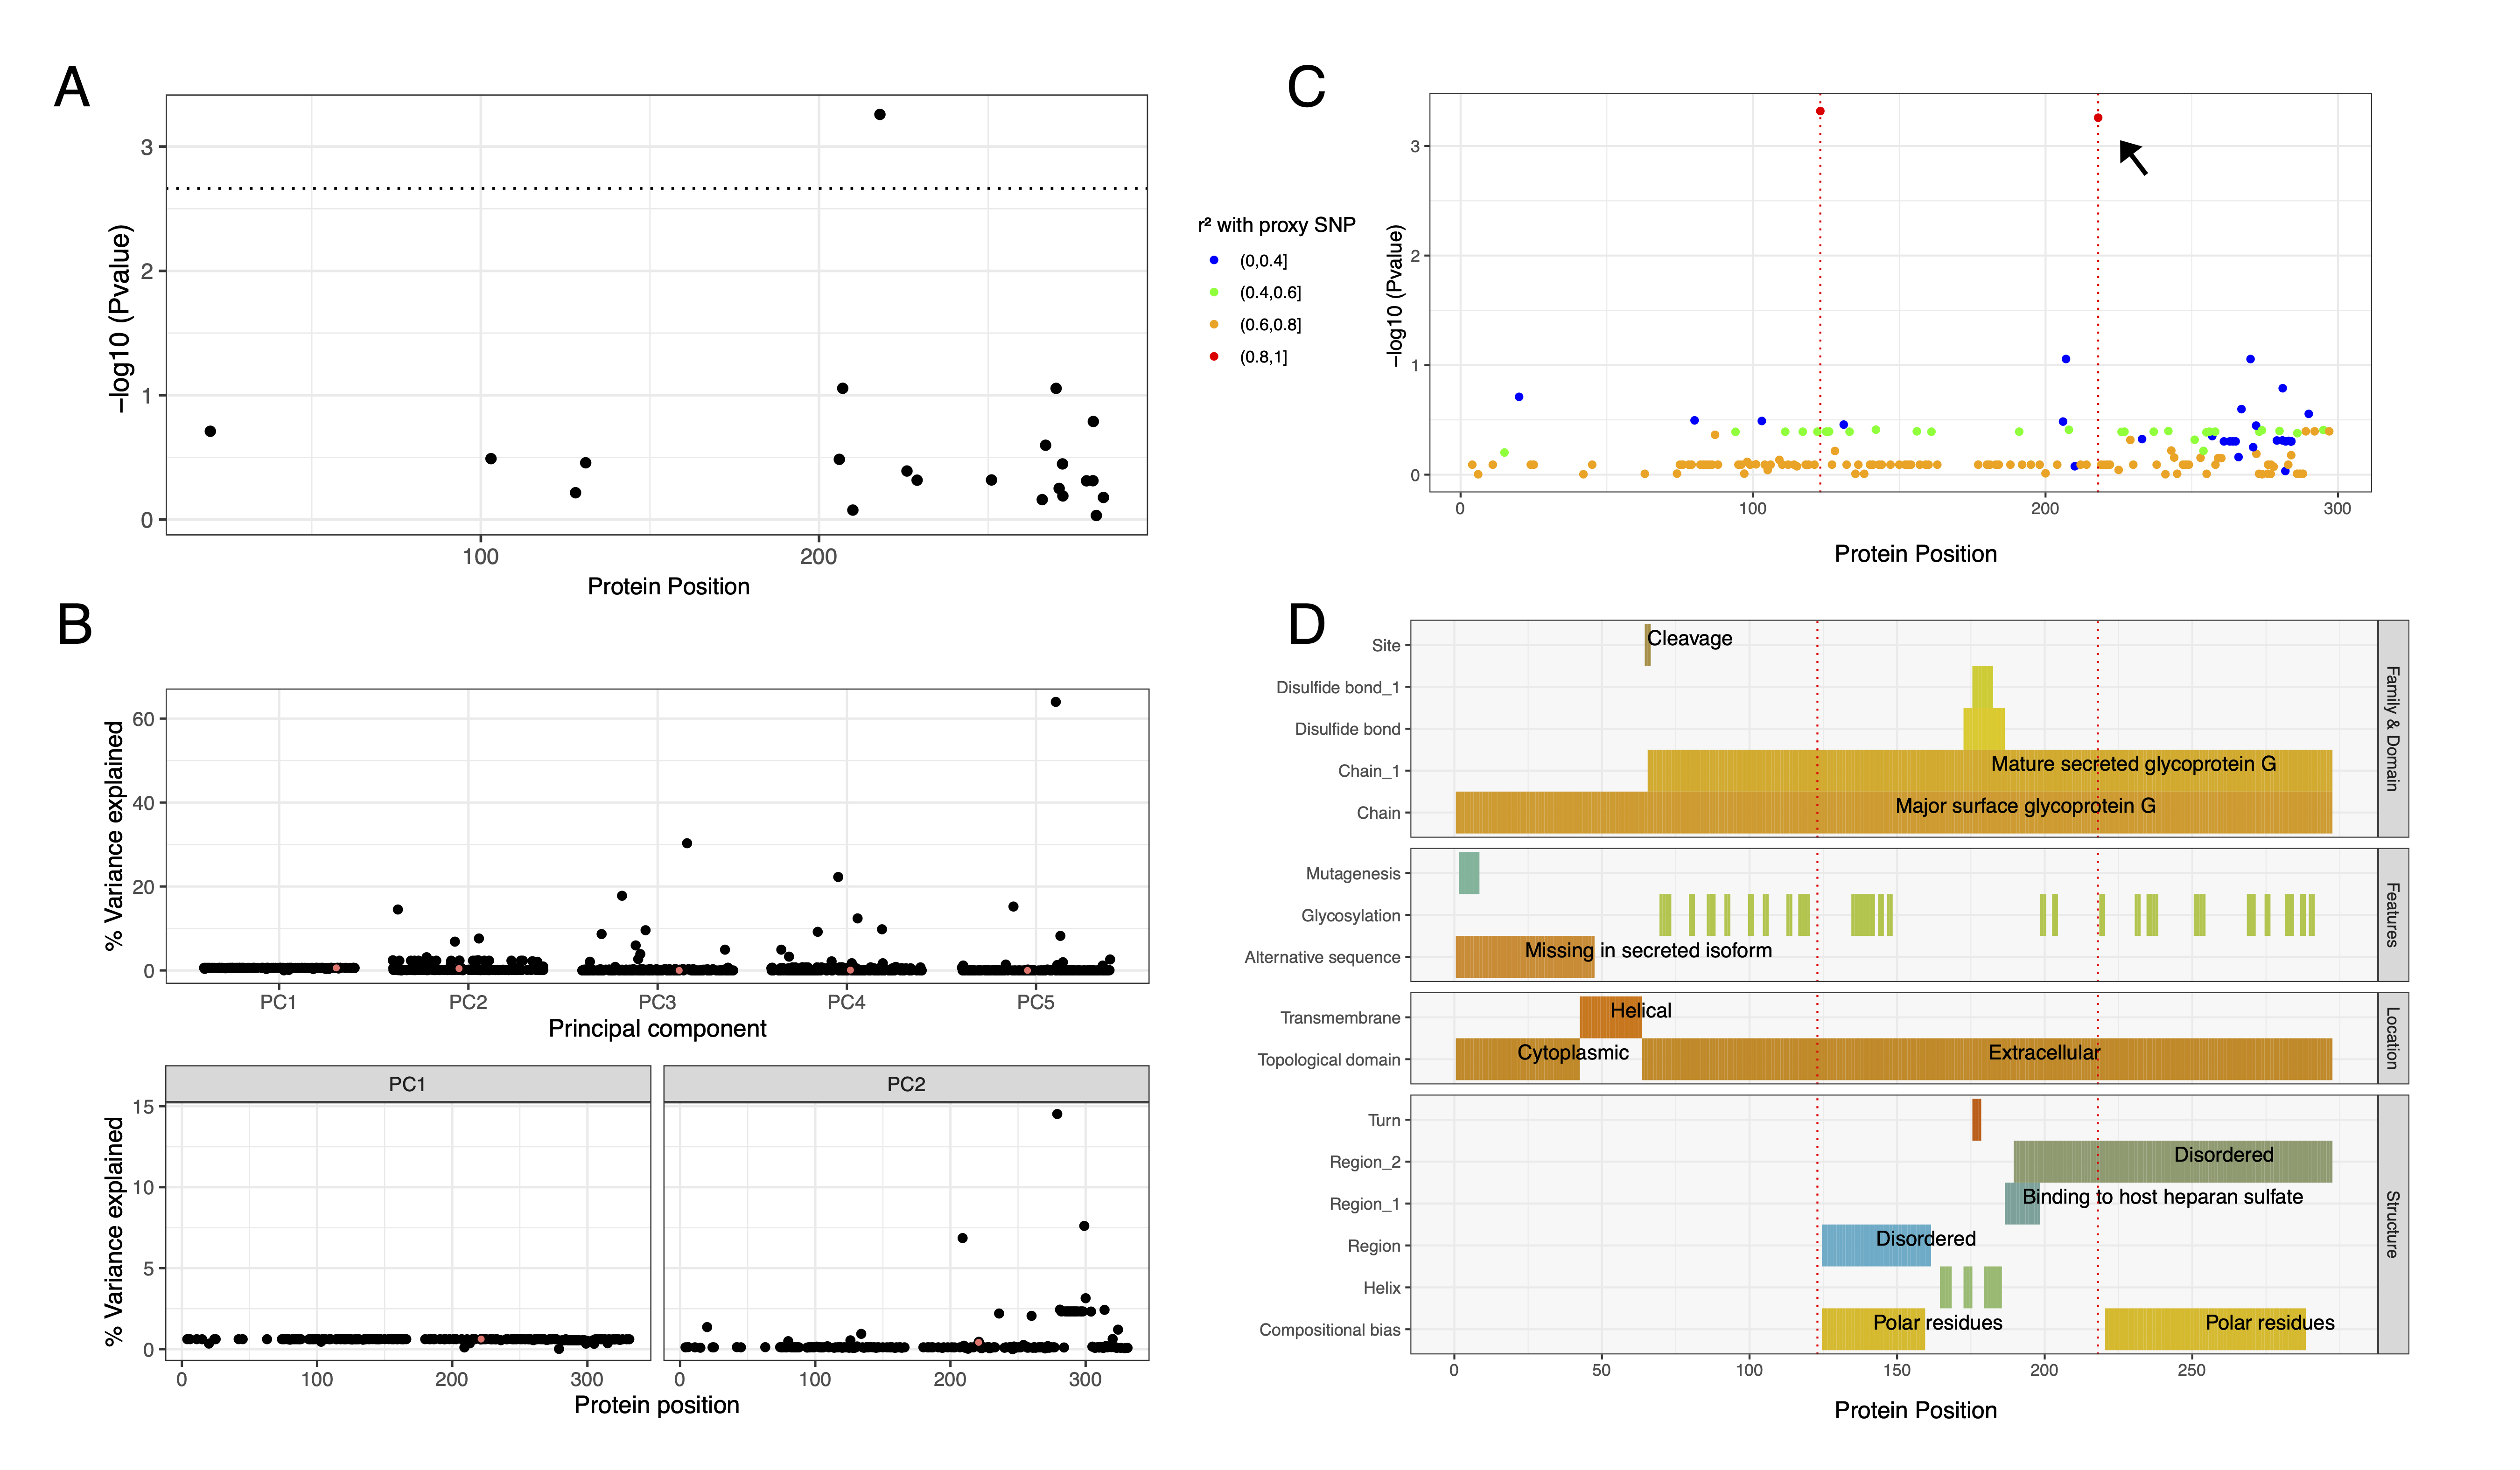 A
3
2
1
0
−log10 (Pvalue)
100
200
Protein Position
r² with proxy SNP
(0,0.4]
(0.4,0.6]
(0.6,0.8]
(0.8,1]
C
3
2
1
0
−log10 (Pvalue)
0
100
200
300
Protein Position
B
60
40
20
0
% Variance explained
PC1
PC2
PC3
PC4
PC5
Principal component
PC1
PC2
15
10
5
0
% Variance explained
0
100
200
300
0
100
200
300
Protein position
D
Site
Cleavage
Disulfide bond_1
Disulfide bond
Chain_1
Mature secreted glycoprotein G
Chain
Major surface glycoprotein G
Family & Domain
Mutagenesis
Glycosylation
Alternative sequence
Missing in secreted isoform
Features
Transmembrane
Helical
Topological domain
Cytoplasmic
Extracellular
Location
Turn
Region_2
Disordered
Region_1
Binding to host heparan sulfate
Region
Disordered
Helix
Compositional bias
Polar residues
Polar residues
Structure
0
50
100
150
200
250
Protein Position